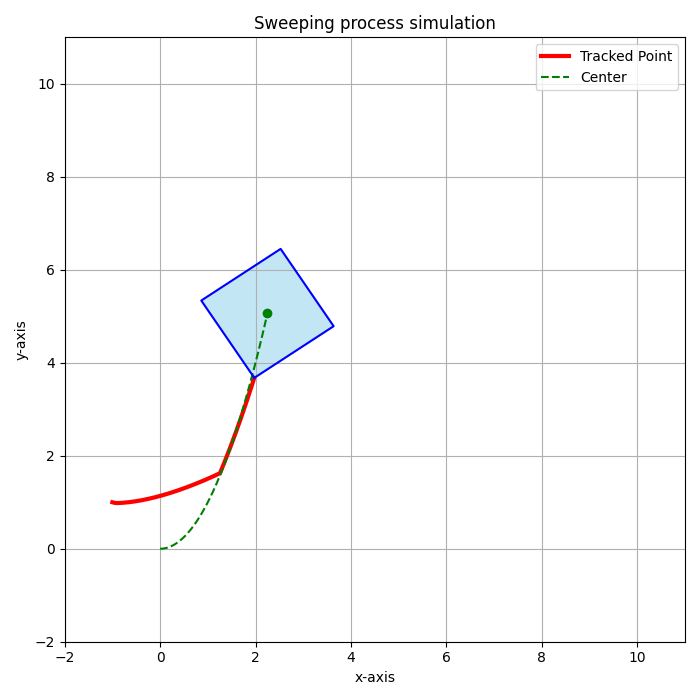 Sweeping process simulation
Tracked Point
Center
y-axis
10
8
6
4
2
0
−2
−2
0
2
4
6
8
10
x-axis